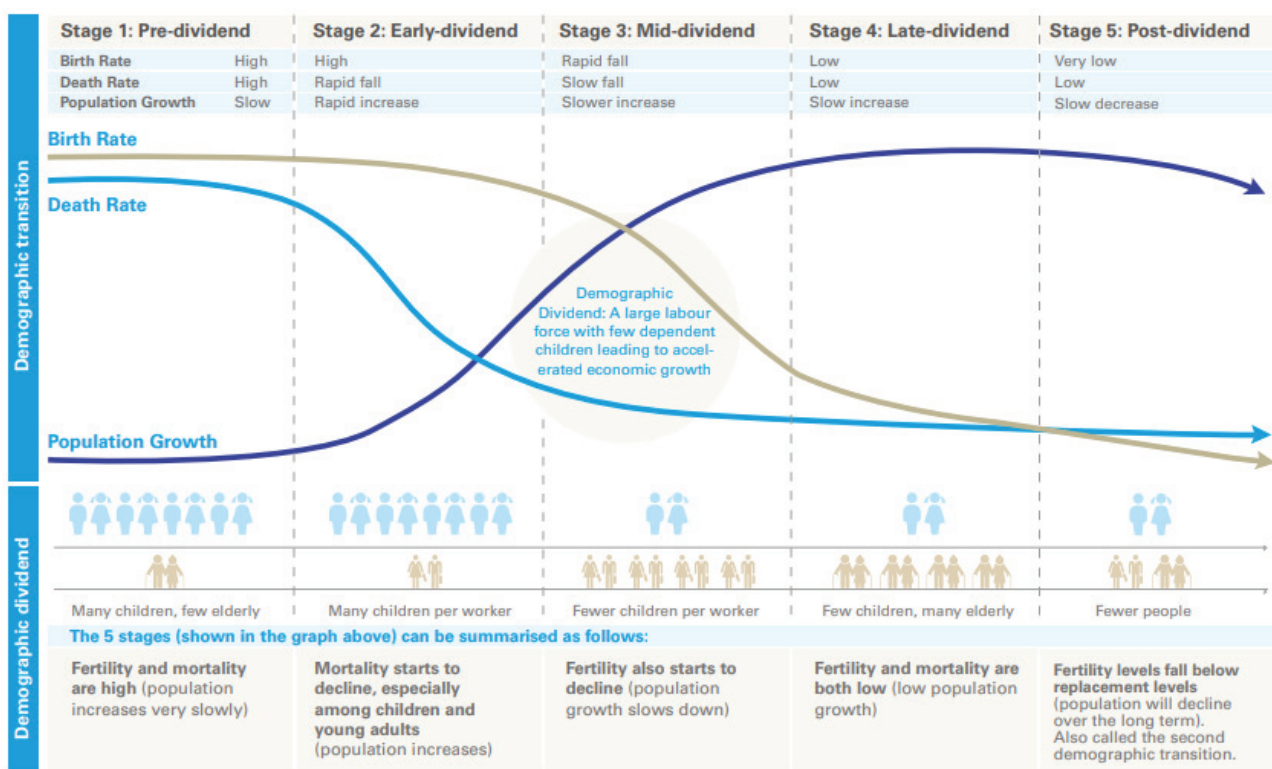 Demographic transition
Stage 1: Pre-dividend
Stage 2: Early-dividend
Stage 3: Mid-dividend
Stage 4: Late-dividend
Stage 5: Post-dividend
Birth Rate High High Rapid fall Low Very low
Death Rate High Rapid fall Slow fall Low Low
Population Growth Slow Rapid increase Slower increase Slow increase Slow decrease
Birth Rate
Death Rate
Demographic
Dividend: A large labour
force with few dependent
children leading to accel-
erated economic growth
Population Growth
Demographic dividend
Many children, few elderly
Many children per worker
Fewer children per worker
Few children, many elderly
Fewer people
The 5 stages (shown in the graph above) can be summarised as follows:
Fertility and mortality
are high (population
increases very slowly)
Mortality starts to
decline, especially
among children and
young adults
(population increases)
Fertility also starts to
decline (population
growth slows down)
Fertility and mortality are
both low (low population
growth)
Fertility levels fall below
replacement levels
(population will decline
over the long term).
Also called the second
demographic transition.